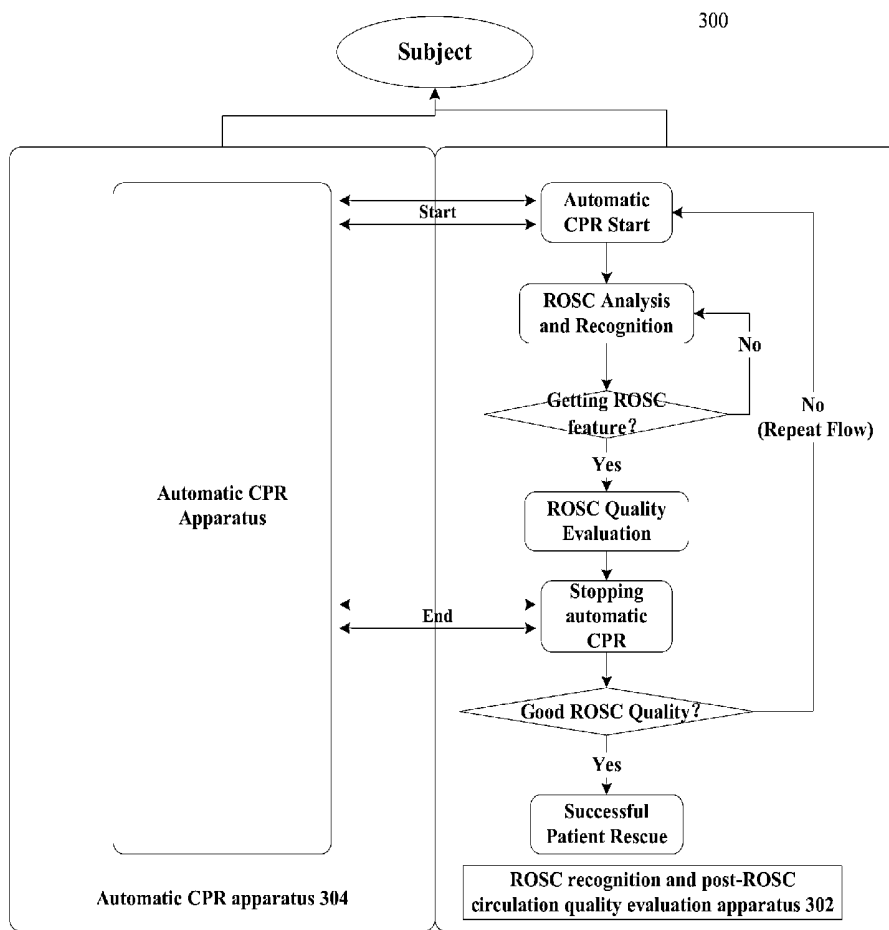 300
Subject
Automatic
CPR Start
Start
ROSC Analysis
and Recognition
No
Getting ROSC
feature?
No
(Repeat Flow)
Yes
Automatic CPR
Apparatus
ROSC Quality
Evaluation
Stopping
automatic
CPR
End
Good ROSC Quality?
Yes
Successful
Patient Rescue
Automatic CPR apparatus 304
ROSC recognition and post-ROSC
circulation quality evaluation apparatus 302